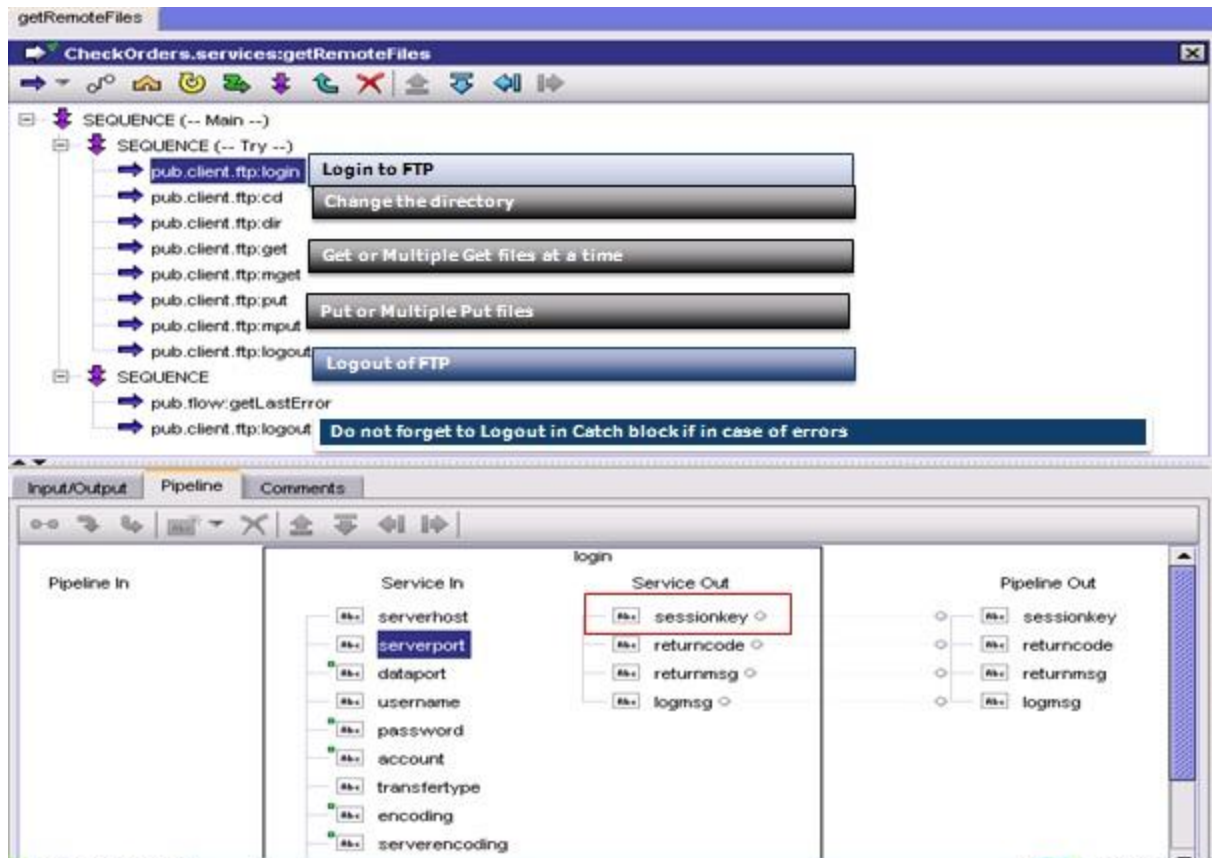 getRemoteFiles
CheckOrders.services:getRemoteFiles
SEQUENCE (-- Main --)
SEQUENCE (-- Try --)
pub.client.ftp:login Login to FTP
pub.client.ftp:cd Change the directory
pub.client.ftp:dir
pub.client.ftp:get Get or Multiple Get files at a time
pub.client.ftp:mget
pub.client.ftp:put Put or Multiple Put files
pub.client.ftp:mput
pub.client.ftp:logout Logout of FTP
SEQUENCE
pub.flow:getLastError
pub.client.ftp:logout Do not forget to Logout in Catch block if in case of errors
Input/Output Pipeline Comments
login
Pipeline In Service In Service Out Pipeline Out
serverhost sessionkey sessionkey
serverport returncode returncode
dataport returnmsg returnmsg
username logmsg logmsg
password
account
transfertype
encoding
serverencoding